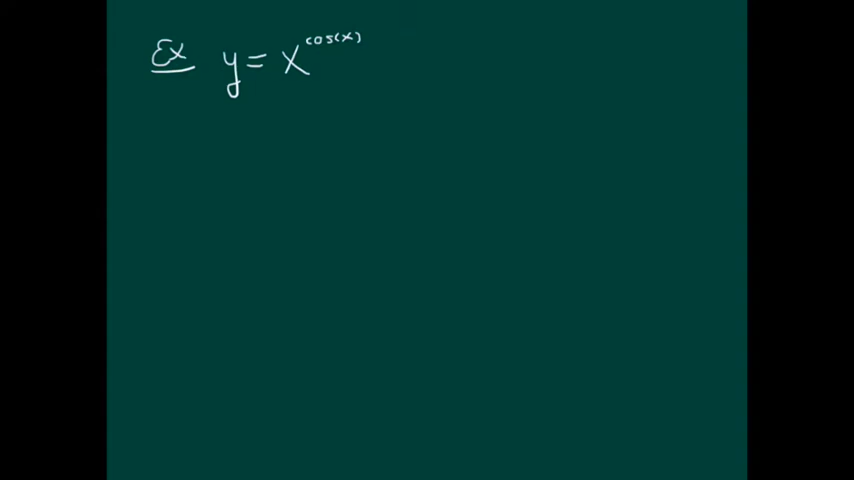 Ex y = x^cos(x)